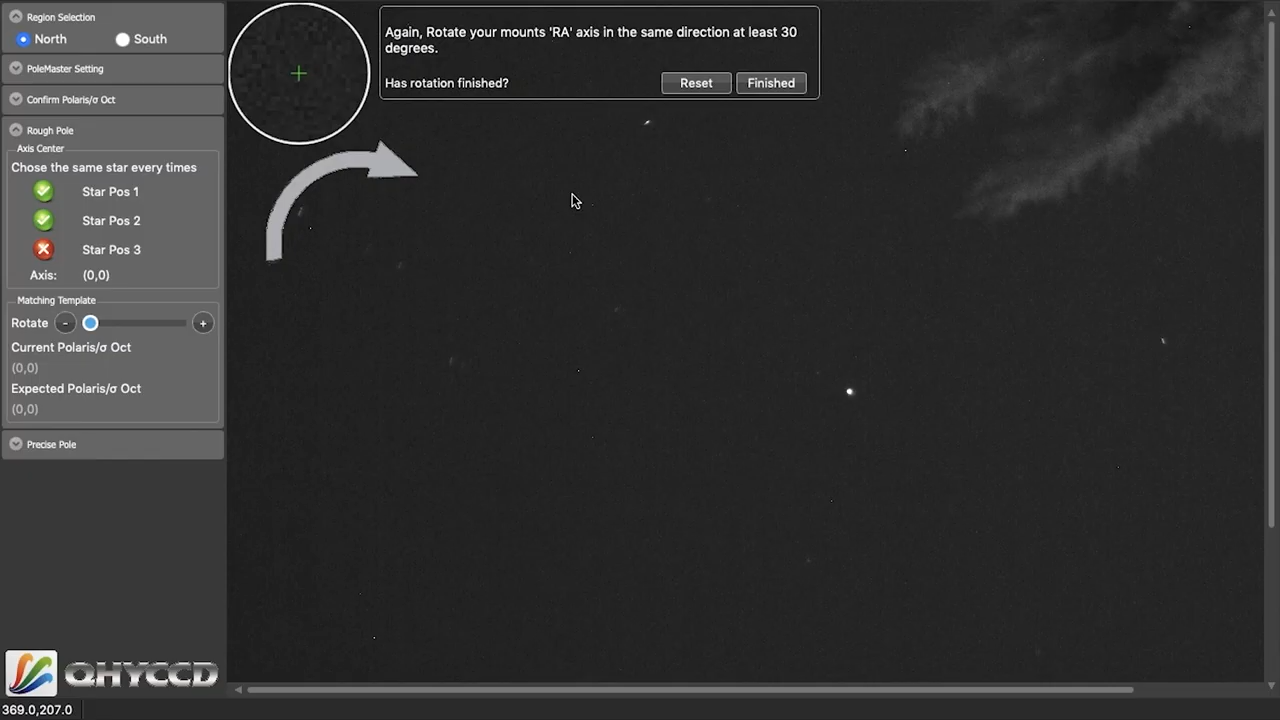 Region Selection
North
South
PoleMaster Setting
Confirm Polaris/σ Oct
Rough Pole
Axis Center
Chose the same star every times
Star Pos 1
Star Pos 2
Star Pos 3
Axis: (0,0)
Matching Template
Rotate - +
Current Polaris/σ Oct
(0,0)
Expected Polaris/σ Oct
(0,0)
Precise Pole
QHYCCD
369.0,207.0
Again, Rotate your mounts 'RA' axis in the same direction at least 30
degrees.
Has rotation finished?
Reset
Finished